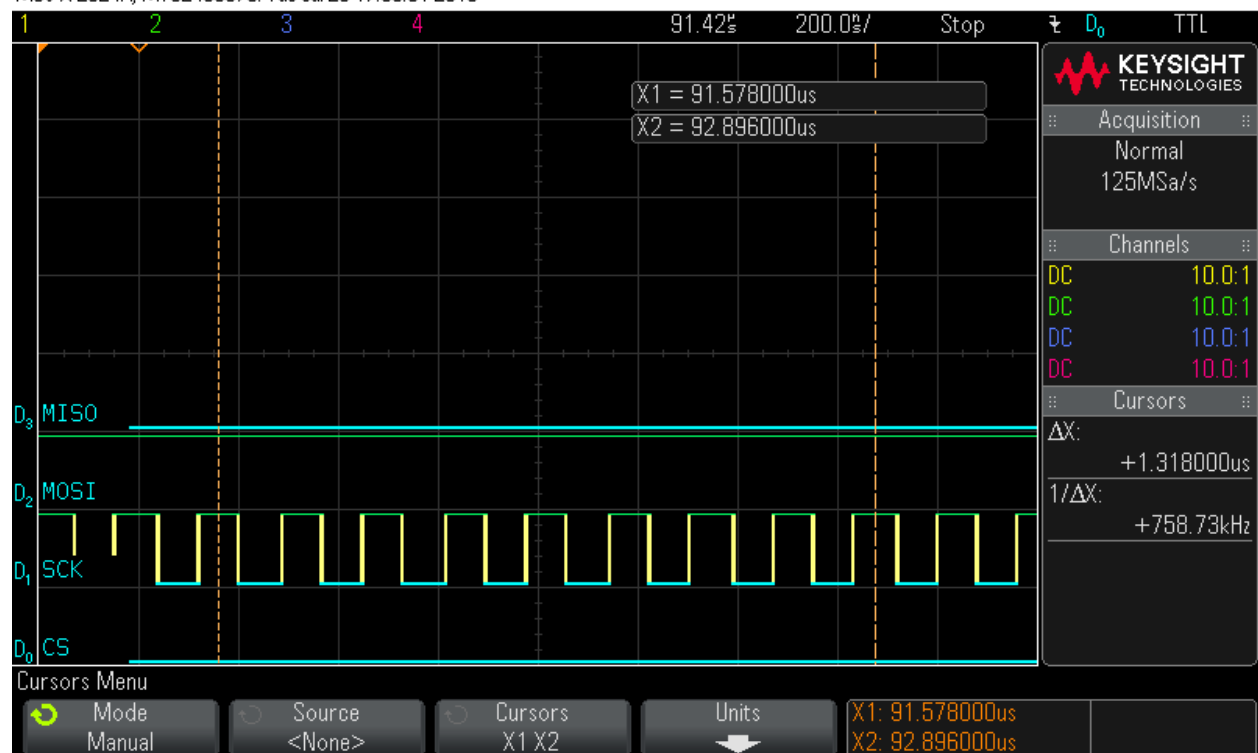 1 2 3 4 91.42㎲ 200.0㎱/ Stop D₀ TTL
KEYSIGHT
TECHNOLOGIES
X1 = 91.578000us
X2 = 92.896000us
Acquisition
Normal
125MSa/s
Channels
DC 10.0:1
DC 10.0:1
DC 10.0:1
DC 10.0:1
Cursors
ΔX:
+1.318000us
1/ΔX:
+758.73kHz
D₃ MISO
D₂ MOSI
D₁ SCK
D₀ CS
Cursors Menu
Mode
Manual
Source
<None>
Cursors
X1 X2
Units
X1: 91.578000us
X2: 92.896000us